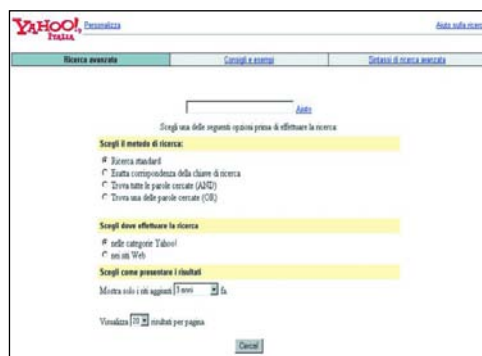 YAHOO! Personalizza Aiuto sulla ricerca
ITALIA
Ricerca avanzata Consigli e esempi Sintassi di ricerca avanzata
Aiuto
Scegli una delle seguenti opzioni prima di effettuare la ricerca
Scegli il metodo di ricerca:
Ricerca standard
Esatta corrispondenza della chiave di ricerca
Trova tutte le parole cercate (AND)
Trova una delle parole cercate (OR)
Scegli dove effettuare la ricerca
nelle categorie Yahoo!
nei siti Web
Scegli come presentare i risultati
Mostra solo i siti aggiunti 3 anni fa
Visualizza 20 risultati per pagina
Cerca!